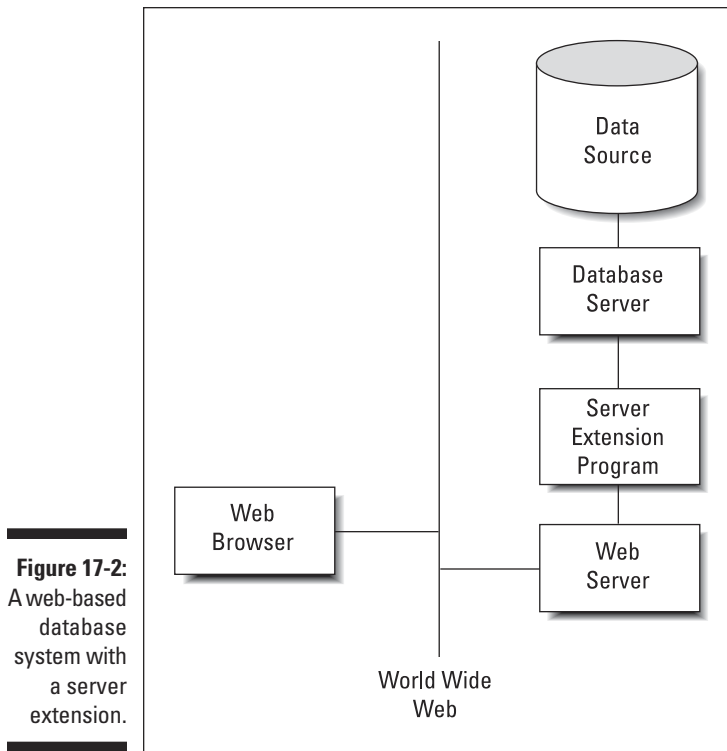 Data
Source
Database
Server
Server
Extension
Program
Web
Browser
Web
Server
World Wide
Web
Figure 17-2:
A web-based
database
system with
a server
extension.